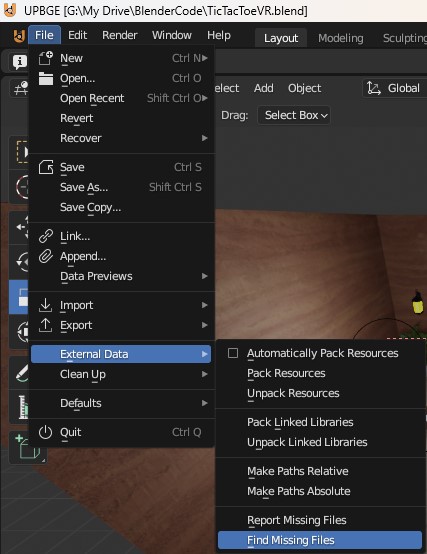 UPBGE [G:\My Drive\BlenderCode\TicTacToeVR.blend]
File Edit Render Window Help Layout Modeling Sculpting
New Ctrl N
Open... Ctrl O
Open Recent Shift Ctrl O
Revert
Recover
Save Ctrl S
Save As... Shift Ctrl S
Save Copy...
Link...
Append...
Data Previews
Import
Export
External Data
Clean Up
Defaults
Quit Ctrl Q
elect Add Object Global
Drag: Select Box
Automatically Pack Resources
Pack Resources
Unpack Resources
Pack Linked Libraries
Unpack Linked Libraries
Make Paths Relative
Make Paths Absolute
Report Missing Files
Find Missing Files